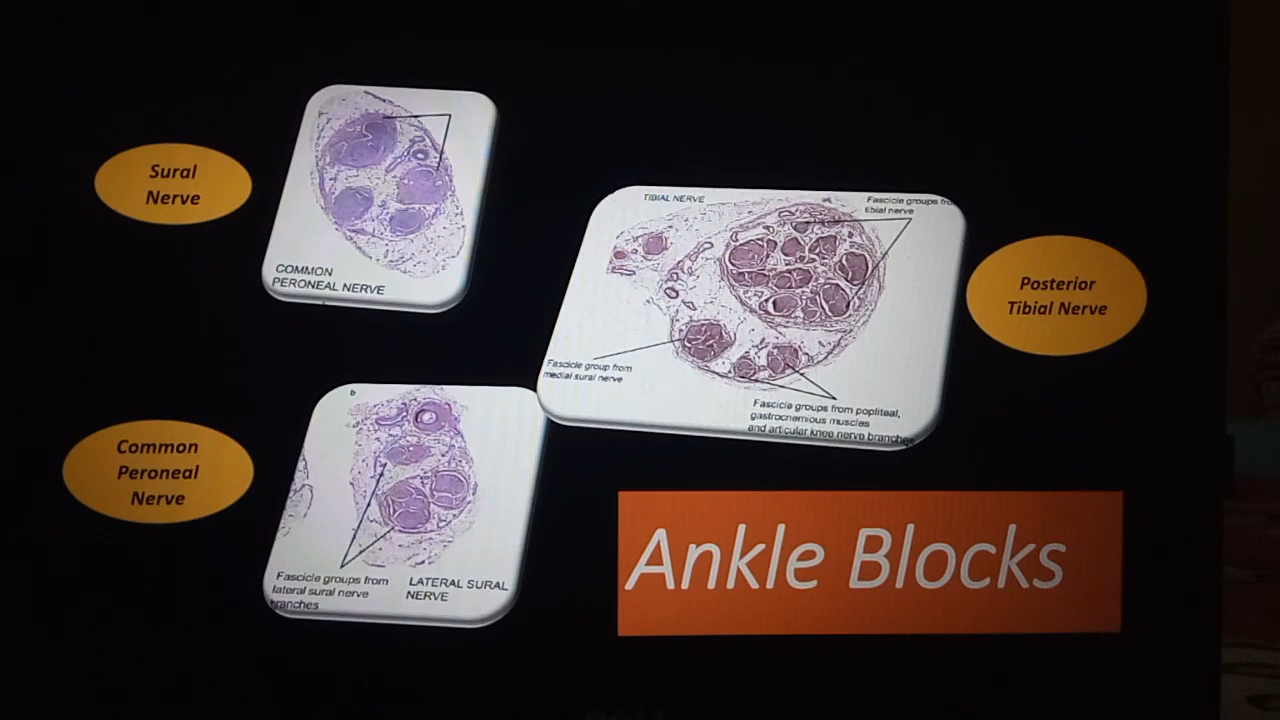 Sural
Nerve
COMMON
PERONEAL NERVE
TIBIAL NERVE
Fascicle groups fro
tibial nerve
Posterior
Tibial Nerve
Fascicle group from
medial sural nerve
Fascicle groups from popliteal,
gastrocnemious muscles
and articular knee nerve branches
Common
Peroneal
Nerve
b
Fascicle groups from
lateral sural nerve
branches
LATERAL SURAL
NERVE
Ankle Blocks